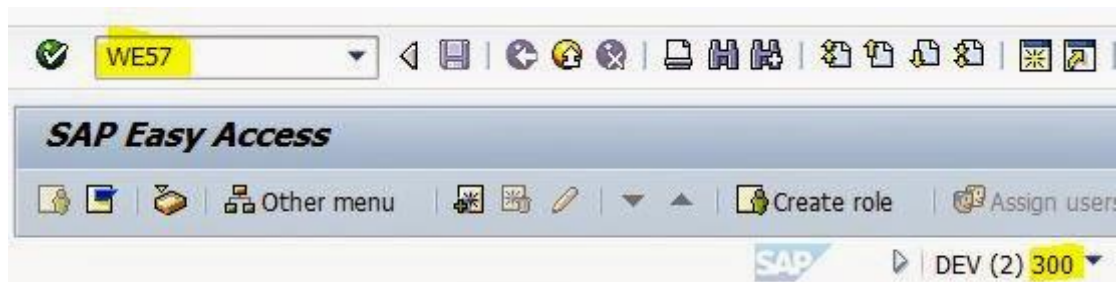 WE57
SAP Easy Access
Other menu Create role Assign users
SAP DEV (2) 300